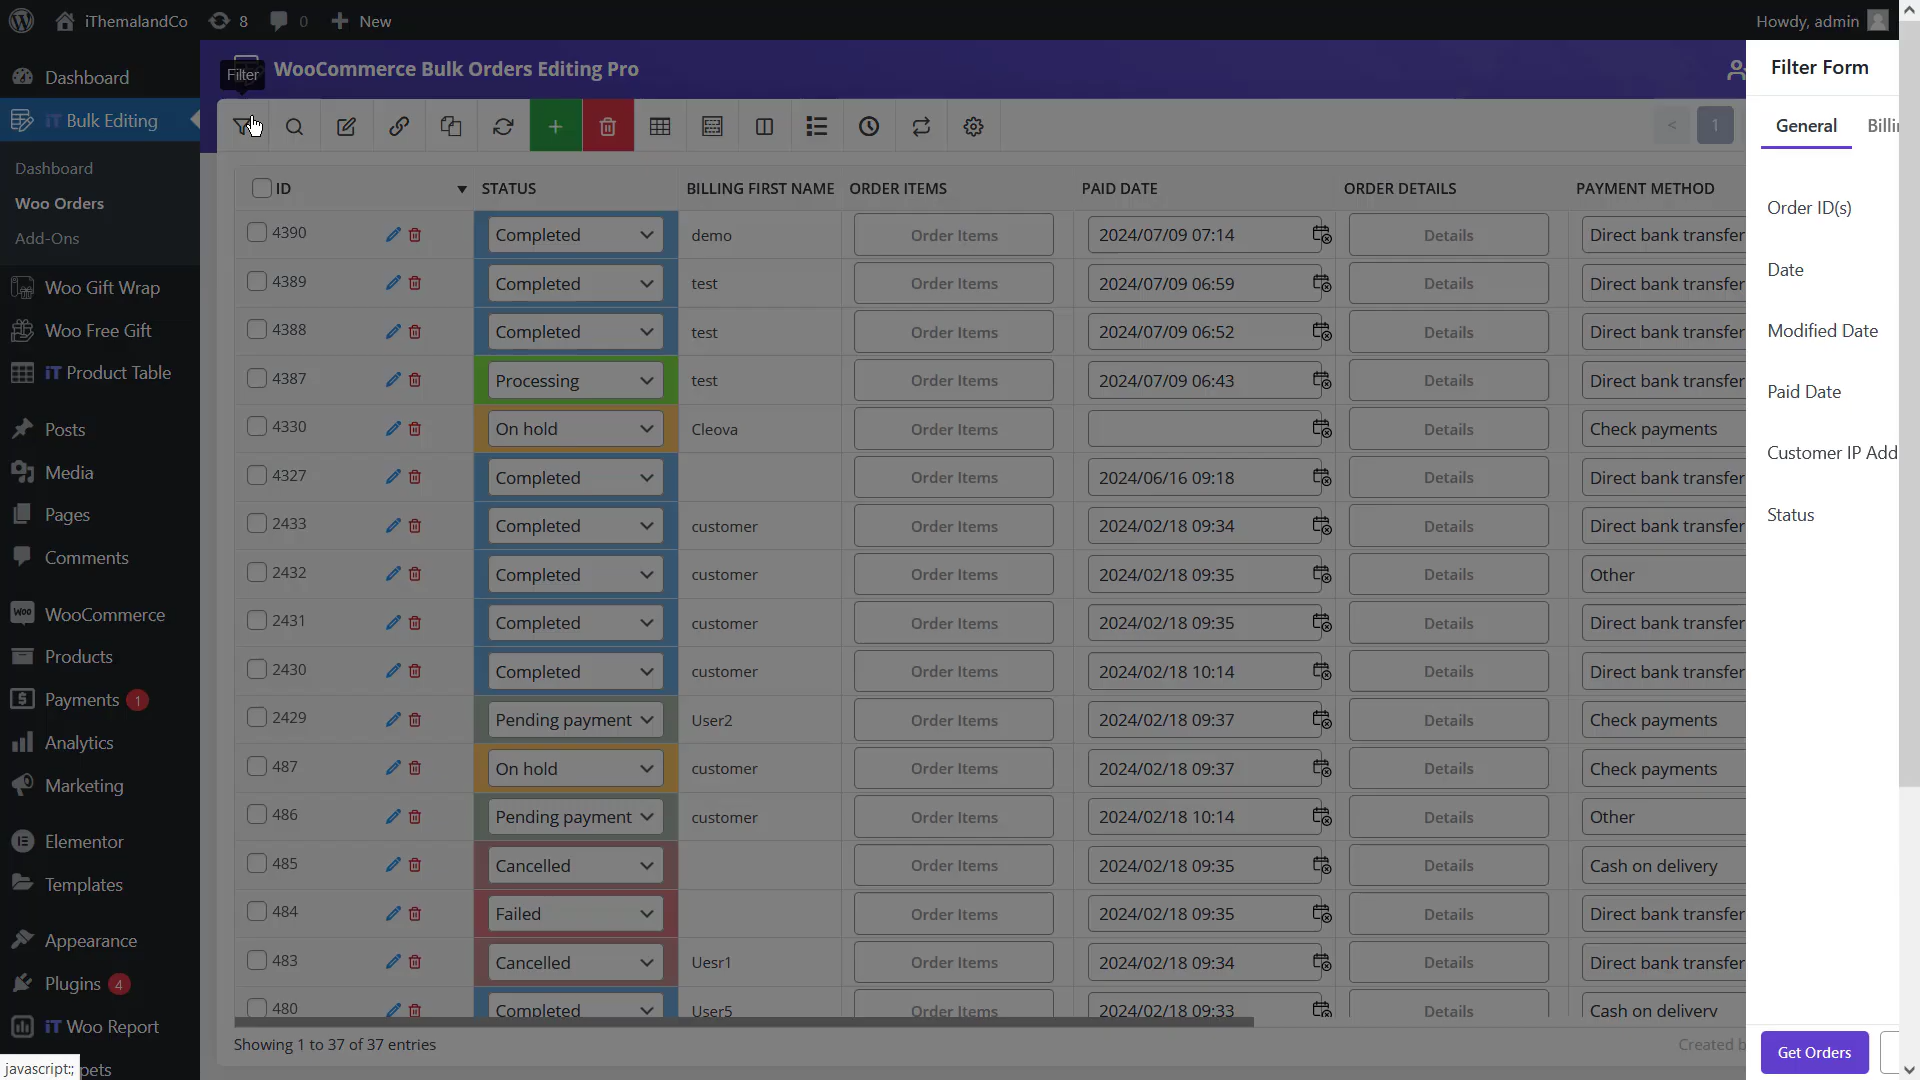 iThemalandCo 8 0 New Howdy, admin
Dashboard
iT Bulk Editing
Dashboard
Woo Orders
Add-Ons
Woo Gift Wrap
Woo Free Gift
iT Product Table
Posts
Media
Pages
Comments
Woo WooCommerce
Products
Payments 1
Analytics
Marketing
Elementor
Templates
Appearance
Plugins 4
iT Woo Report
javascript:;
Filter
WooCommerce Bulk Orders Editing Pro
< 1
ID STATUS BILLING FIRST NAME ORDER ITEMS PAID DATE ORDER DETAILS PAYMENT METHOD
4390 Completed demo Order Items 2024/07/09 07:14 Details Direct bank transfer
4389 Completed test Order Items 2024/07/09 06:59 Details Direct bank transfer
4388 Completed test Order Items 2024/07/09 06:52 Details Direct bank transfer
4387 Processing test Order Items 2024/07/09 06:43 Details Direct bank transfer
4330 On hold Cleova Order Items Details Check payments
4327 Completed Order Items 2024/06/16 09:18 Details Direct bank transfer
2433 Completed customer Order Items 2024/02/18 09:34 Details Direct bank transfer
2432 Completed customer Order Items 2024/02/18 09:35 Details Other
2431 Completed customer Order Items 2024/02/18 09:35 Details Direct bank transfer
2430 Completed customer Order Items 2024/02/18 10:14 Details Direct bank transfer
2429 Pending payment User2 Order Items 2024/02/18 09:37 Details Check payments
487 On hold customer Order Items 2024/02/18 09:37 Details Check payments
486 Pending payment customer Order Items 2024/02/18 10:14 Details Other
485 Cancelled Order Items 2024/02/18 09:35 Details Cash on delivery
484 Failed Order Items 2024/02/18 09:35 Details Direct bank transfer
483 Cancelled Uesr1 Order Items 2024/02/18 09:34 Details Direct bank transfer
480 Completed User5 Order Items 2024/02/18 09:33 Details Cash on delivery
Showing 1 to 37 of 37 entries
Created
Filter Form
General
Order ID(s)
Date
Modified Date
Paid Date
Customer IP Add
Status
Get Orders